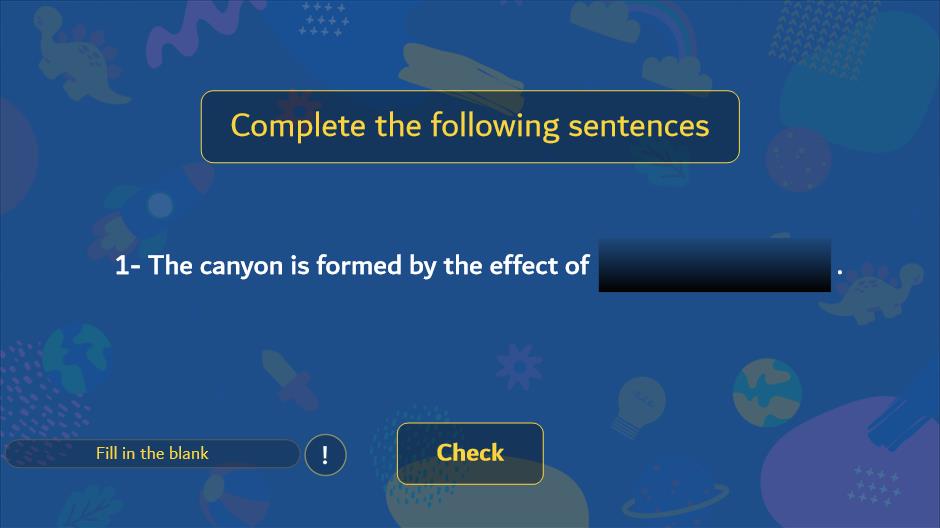 Complete the following sentences
1- The canyon is formed by the effect of .
Fill in the blank
!
Check